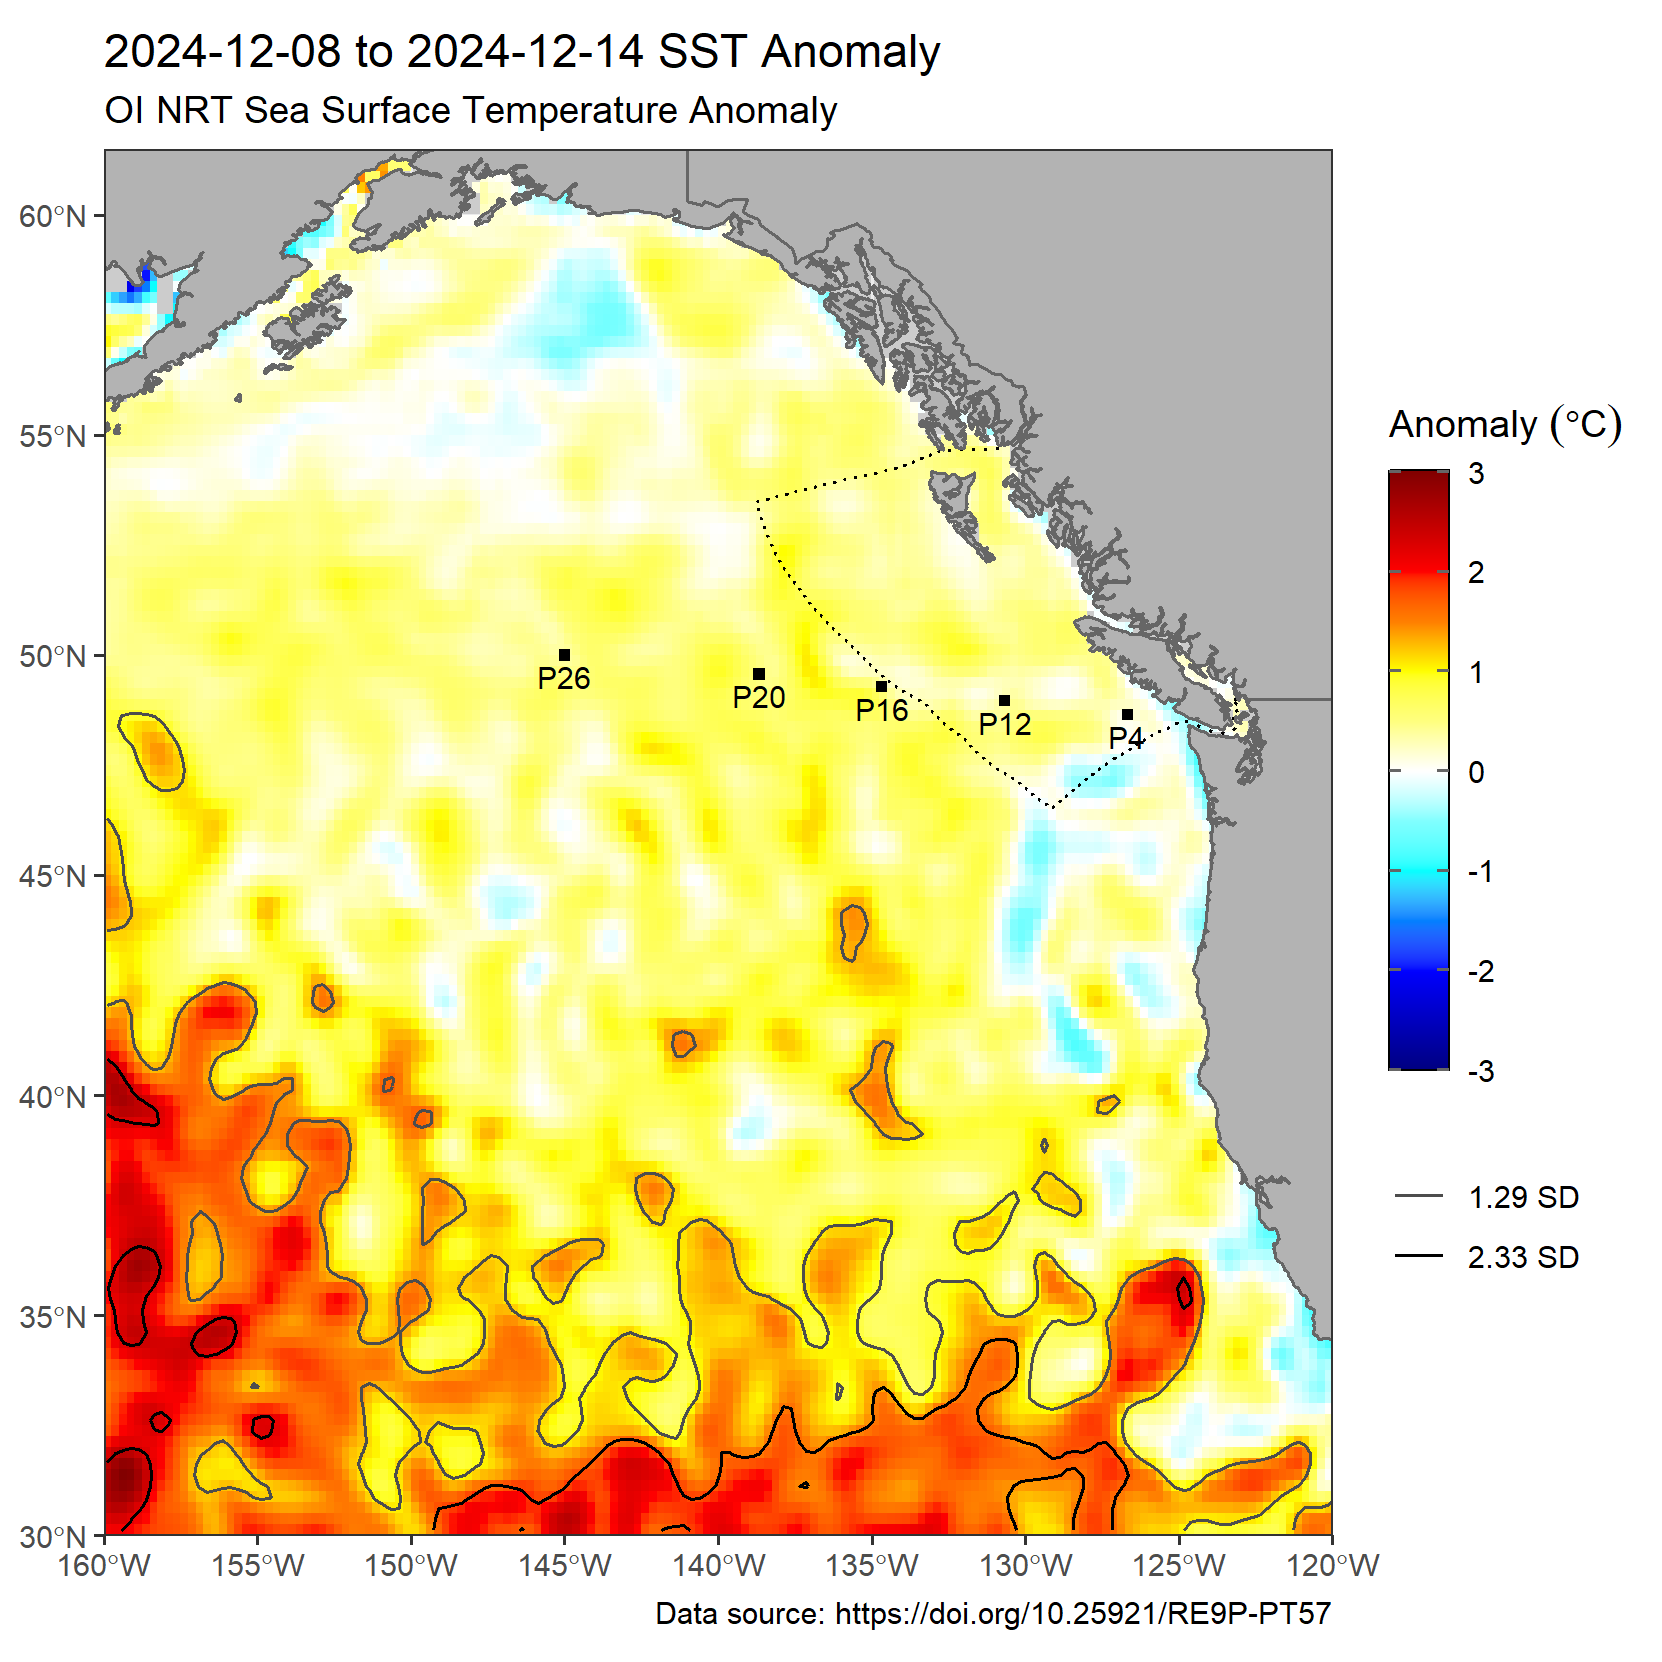 2024-12-08 to 2024-12-14 SST Anomaly
OI NRT Sea Surface Temperature Anomaly
60°N
55°N
50°N
45°N
40°N
35°N
30°N
160°W
155°W
150°W
145°W
140°W
135°W
130°W
125°W
120°W
P26
P20
P16
P12
P4
Anomaly (°C)
3
2
1
0
-1
-2
-3
1.29 SD
2.33 SD
Data source: https://doi.org/10.25921/RE9P-PT57